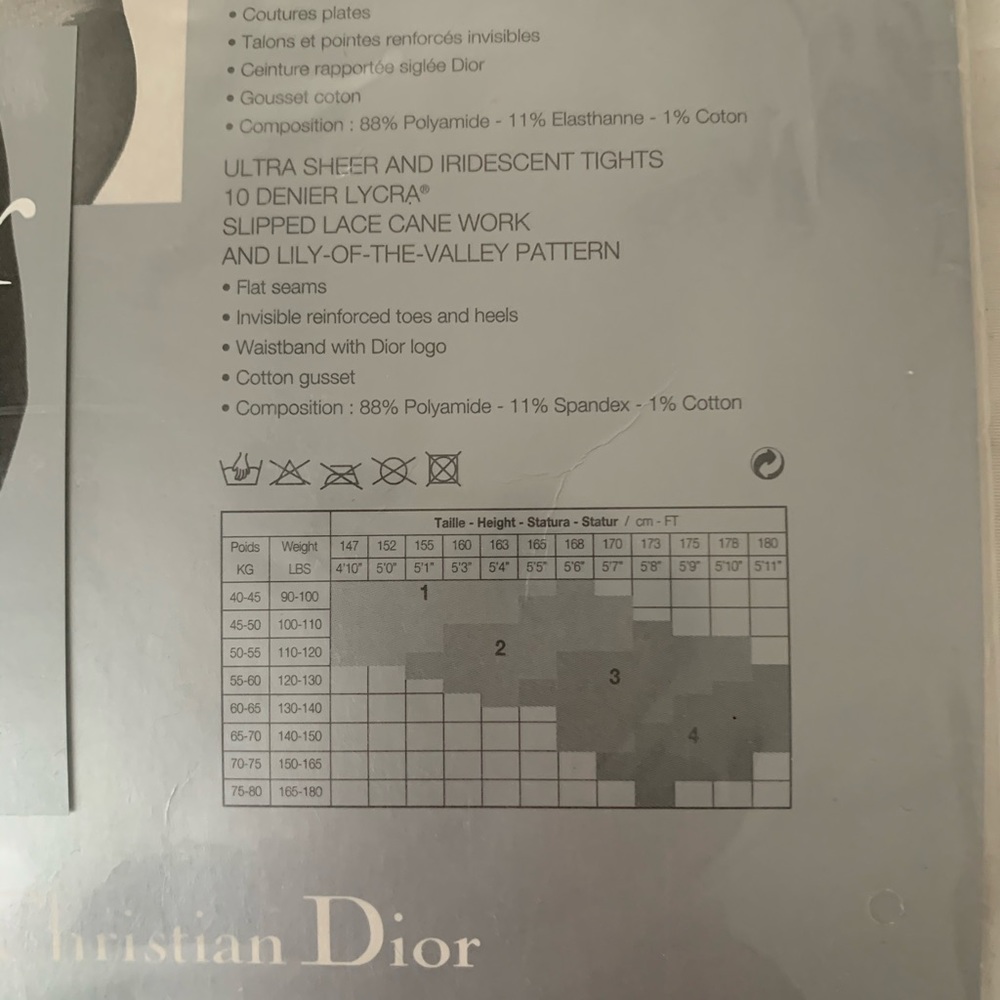 • Coutures plates
• Talons et pointes renforcés invisibles
• Ceinture rapportée siglée Dior
• Gousset coton
• Composition : 88% Polyamide - 11% Elasthanne - 1% Coton
ULTRA SHEER AND IRIDESCENT TIGHTS
10 DENIER LYCRA®
SLIPPED LACE CANE WORK
AND LILY-OF-THE-VALLEY PATTERN
• Flat seams
• Invisible reinforced toes and heels
• Waistband with Dior logo
• Cotton gusset
• Composition : 88% Polyamide - 11% Spandex - 1% Cotton
Taille - Height - Statura - Statur / cm - FT
Poids Weight 147 152 155 160 163 165 168 170 173 175 178 180
KG LBS 4'10" 5'0" 5'1" 5'3" 5'4" 5'5" 5'6" 5'7" 5'8" 5'9" 5'10" 5'11"
40-45 90-100 1
45-50 100-110
50-55 110-120 2
55-60 120-130 3
60-65 130-140
65-70 140-150 4
70-75 150-165
75-80 165-180
Christian Dior